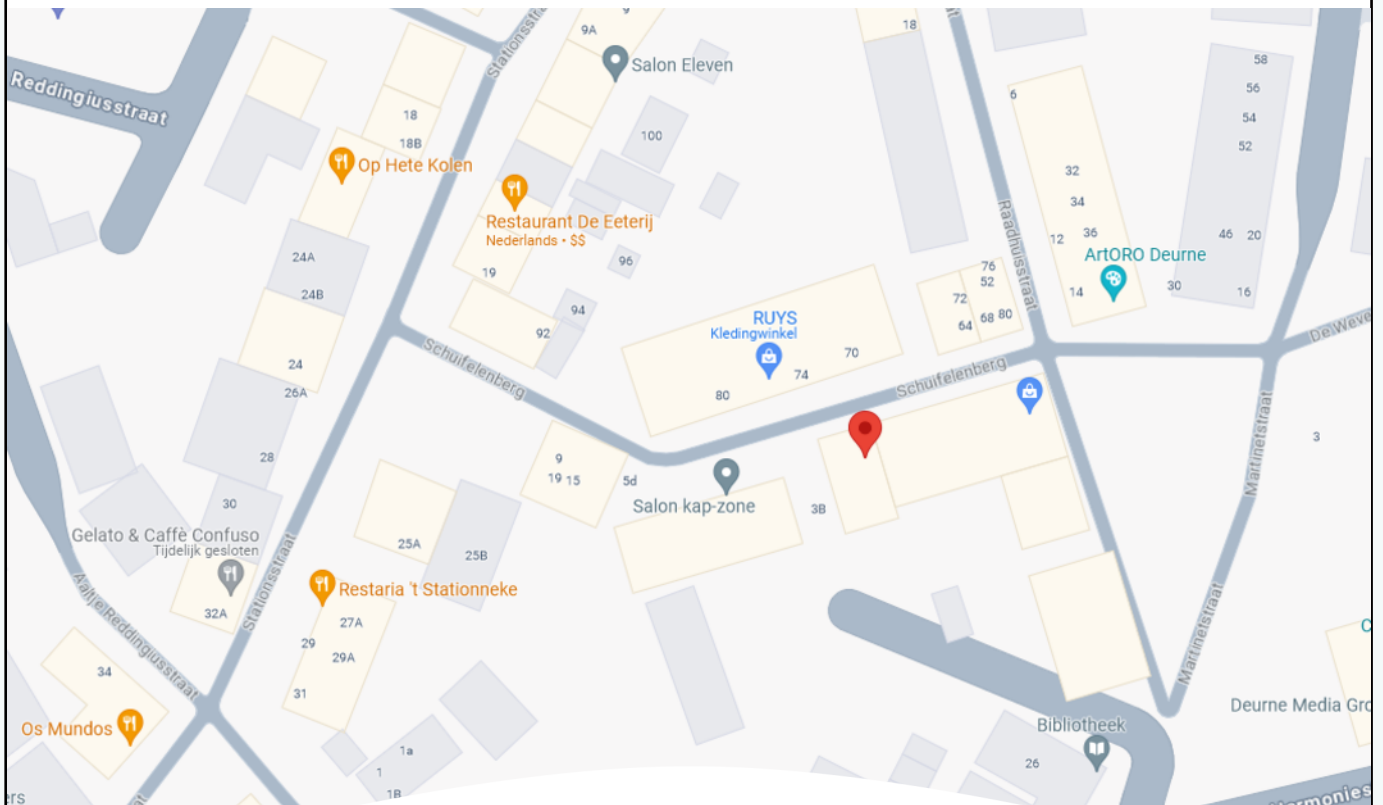 9
9A
Stationsstr
18
Salon Eleven
58
Reddingiusstraat
56
6
54
18
100
52
18B
Op Hete Kolen
32
34
Restaurant De Eeterij
Nederlands • $$
Raadhuisstraat
12
36
46
20
24A
96
ArtORO Deurne
19
76
52
30
24B
94
72
14
16
RUYS
Kledingwinkel
64
68
80
De Weve
92
Schuifelenberg
70
24
74
Schuifelenberg
26A
80
Martinetstraat
3
28
9
19
15
5d
Salon kap-zone
30
3B
Gelato & Caffè Confuso
Tijdelijk gesloten
25A
25B
Stationsstraat
Restaria 't Stationneke
Aaltje Reddingiusstraat
32A
27A
29
29A
Martinetstraat
34
31
Os Mundos
Deurne Media Gro
Bibliotheek
1a
26
1
1B
ers
armonies